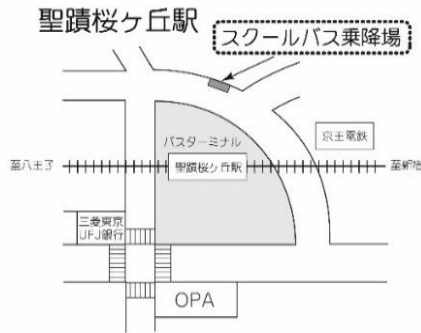 聖蹟桜ヶ丘駅
スクールバス乗降場
バスターミナル
京王電鉄
至八王子
聖蹟桜ヶ丘駅
至新宿
三菱東京
UFJ銀行
OPA